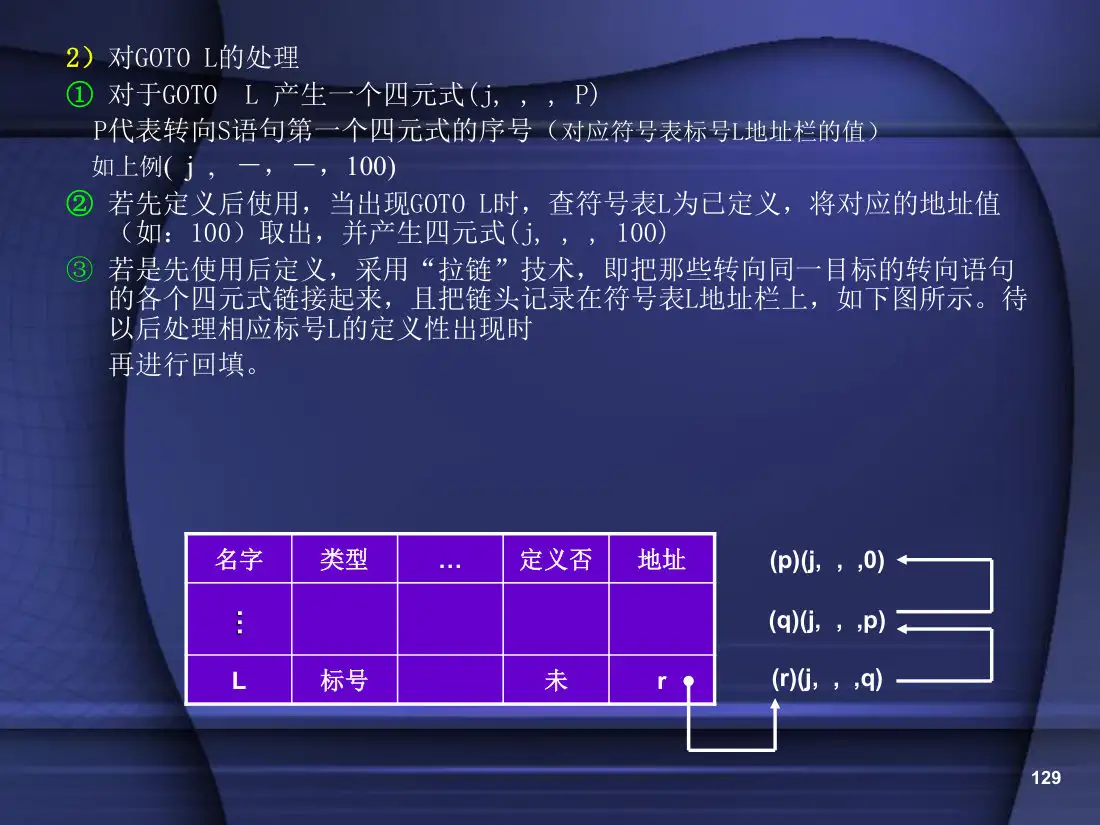 2）对GOTO L的处理
① 对于GOTO L 产生一个四元式(j, , , P)
P代表转向S语句第一个四元式的序号（对应符号表标号L地址栏的值）
如上例( j ，－，－，100)
② 若先定义后使用，当出现GOTO L时，查符号表L为已定义，将对应的地址值
（如：100）取出，并产生四元式(j, , , 100)
③ 若是先使用后定义，采用“拉链”技术，即把那些转向同一目标的转向语句
的各个四元式链接起来，且把链头记录在符号表L地址栏上，如下图所示。待
以后处理相应标号L的定义性出现时
再进行回填。
名字 类型 … 定义否 地址
⋮
L 标号 未 r
(p)(j, , ,0)
(q)(j, , ,p)
(r)(j, , ,q)
129